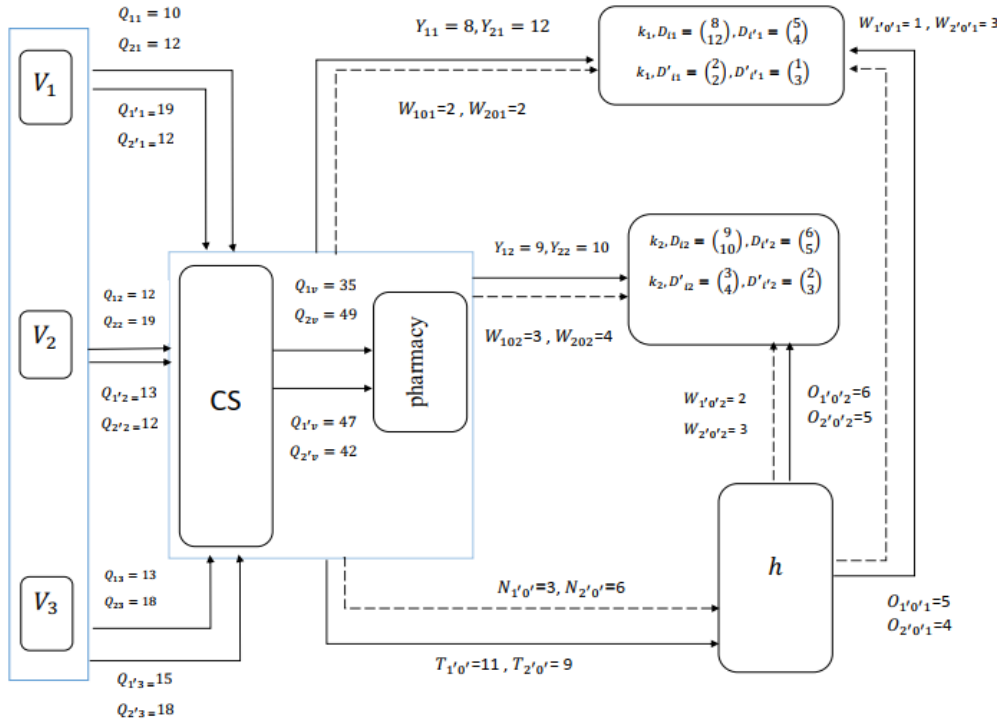 Q₁₁ = 10
Q₂₁ = 12
V₁
Q₁′₁ =19
Q₂′₁ =12
Y₁₁ = 8, Y₂₁ = 12
W₁₀₁=2 , W₂₀₁=2
k₁, Dᵢ₁ = (8 12), Dᵢ′₁ = (5 4)
k₁, D′ᵢ₁ = (2 2), D′ᵢ′₁ = (1 3)
W₁′₀′₁= 1 , W₂′₀′₁= 3
Q₁₂ = 12
Q₂₂ = 19
V₂
Q₁′₂ =13
Q₂′₂ =12
CS
Q₁ᵥ = 35
Q₂ᵥ = 49
pharmacy
Q₁′ᵥ = 47
Q₂′ᵥ = 42
Y₁₂ = 9, Y₂₂ = 10
W₁₀₂=3 , W₂₀₂=4
k₂, Dᵢ₂ = (9 10), Dᵢ′₂ = (6 5)
k₂, D′ᵢ₂ = (3 4), D′ᵢ′₂ = (2 3)
W₁′₀′₂= 2
W₂′₀′₂= 3
O₁′₀′₂=6
O₂′₀′₂=5
Q₁₃ = 13
Q₂₃ = 18
V₃
Q₁′₃ =15
Q₂′₃ =18
N₁′₀′=3, N₂′₀′=6
T₁′₀′=11 , T₂′₀′= 9
h
O₁′₀′₁=5
O₂′₀′₁=4